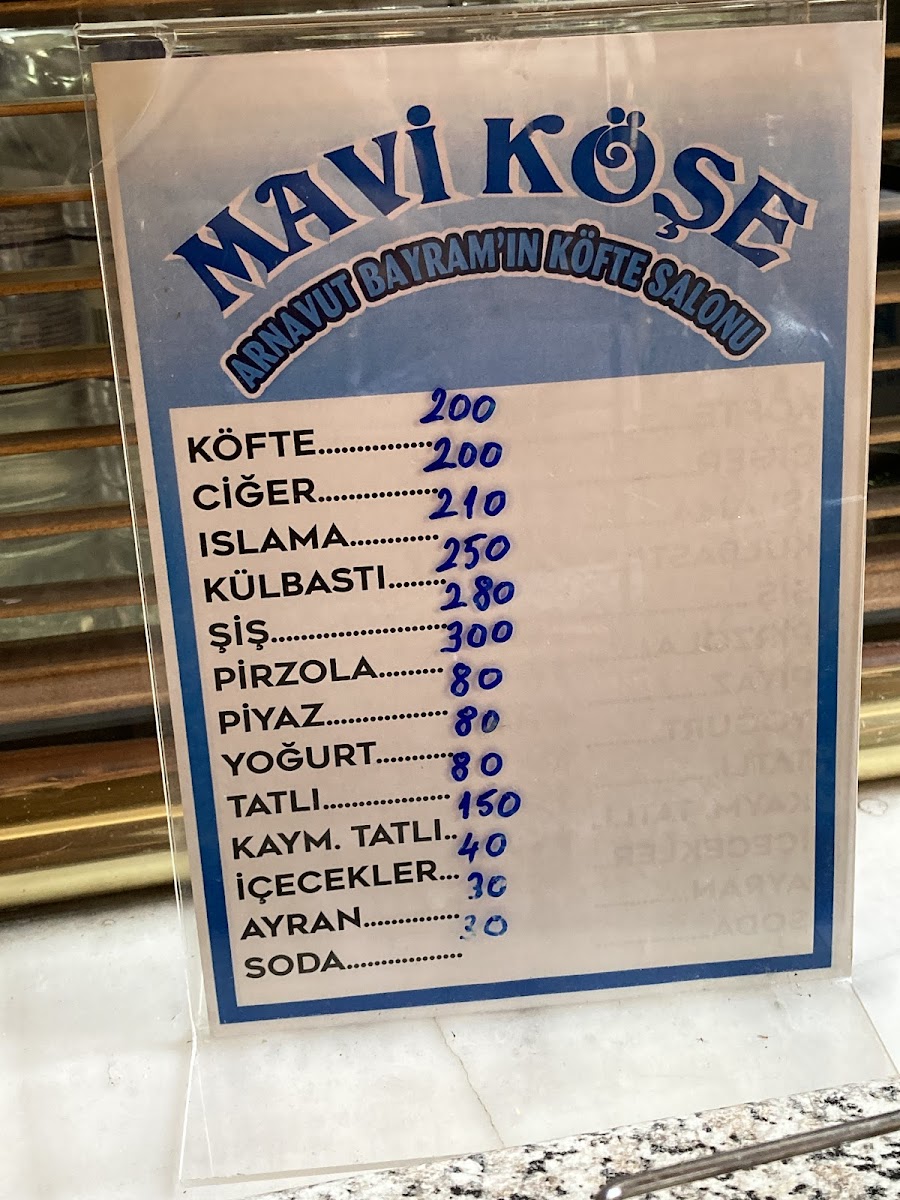 MAVİ KÖŞE
ARNAVUT BAYRAM'IN KÖFTE SALONU
KÖFTE................ 200
CİĞER................. 200
ISLAMA............ 210
KÜLBASTI........ 250
ŞİŞ......................... 280
PİRZOLA......... 300
PİYAZ.................. 80
YOĞURT........... 80
TATLI................... 80
KAYM. TATLI.. 150
İÇECEKLER... 40
AYRAN.............. 30
SODA................. 30